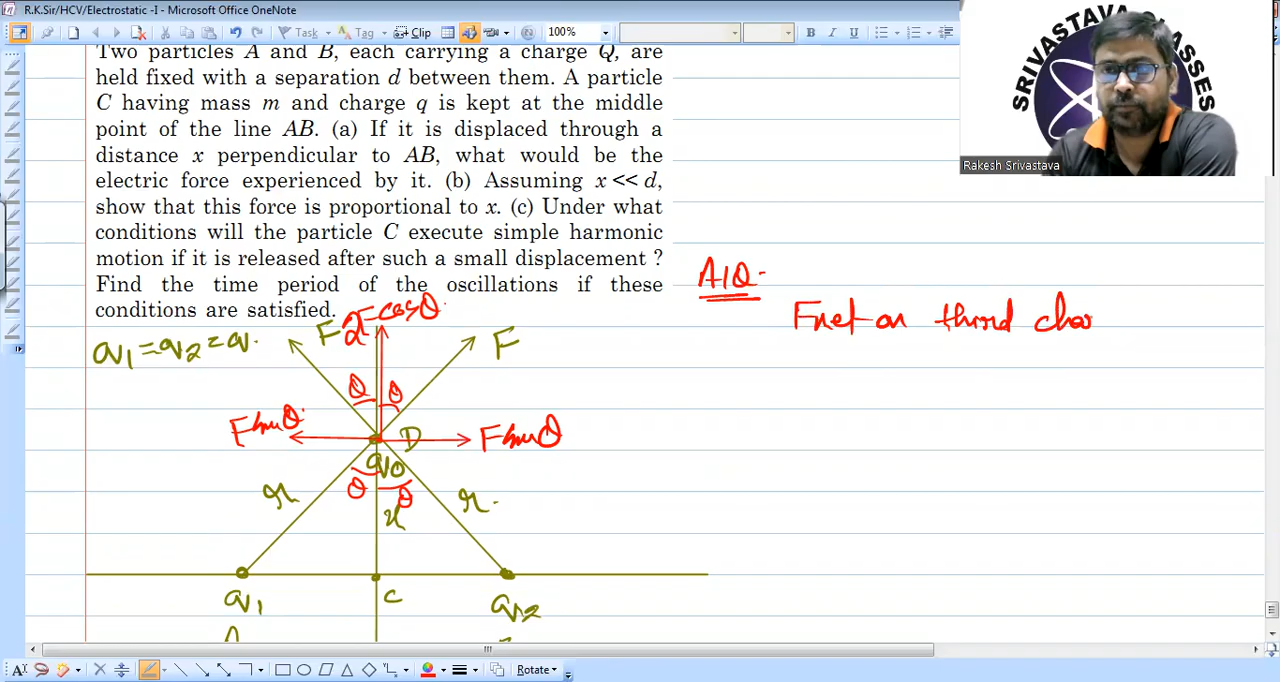 R.K.Sir/HCV/Electrostatic -I - Microsoft Office OneNote
Task
Tag
Clip
100%
B I U
Two particles A and B, each carrying a charge Q, are
held fixed with a separation d between them. A particle
C having mass m and charge q is kept at the middle
point of the line AB. (a) If it is displaced through a
distance x perpendicular to AB, what would be the
electric force experienced by it. (b) Assuming x << d,
show that this force is proportional to x. (c) Under what
conditions will the particle C execute simple harmonic
motion if it is released after such a small displacement ?
Find the time period of the oscillations if these
conditions are satisfied.
SRIVASTAVA CLASSES
Rakesh Srivastava
A/Q.
Fnet on third cha
q1 = q2 = q.
F
2Fcosθ
F
θ θ
Fsinθ
Fsinθ
D
q0
θ
θ
r
r
x
q1
C
q2
Rotate